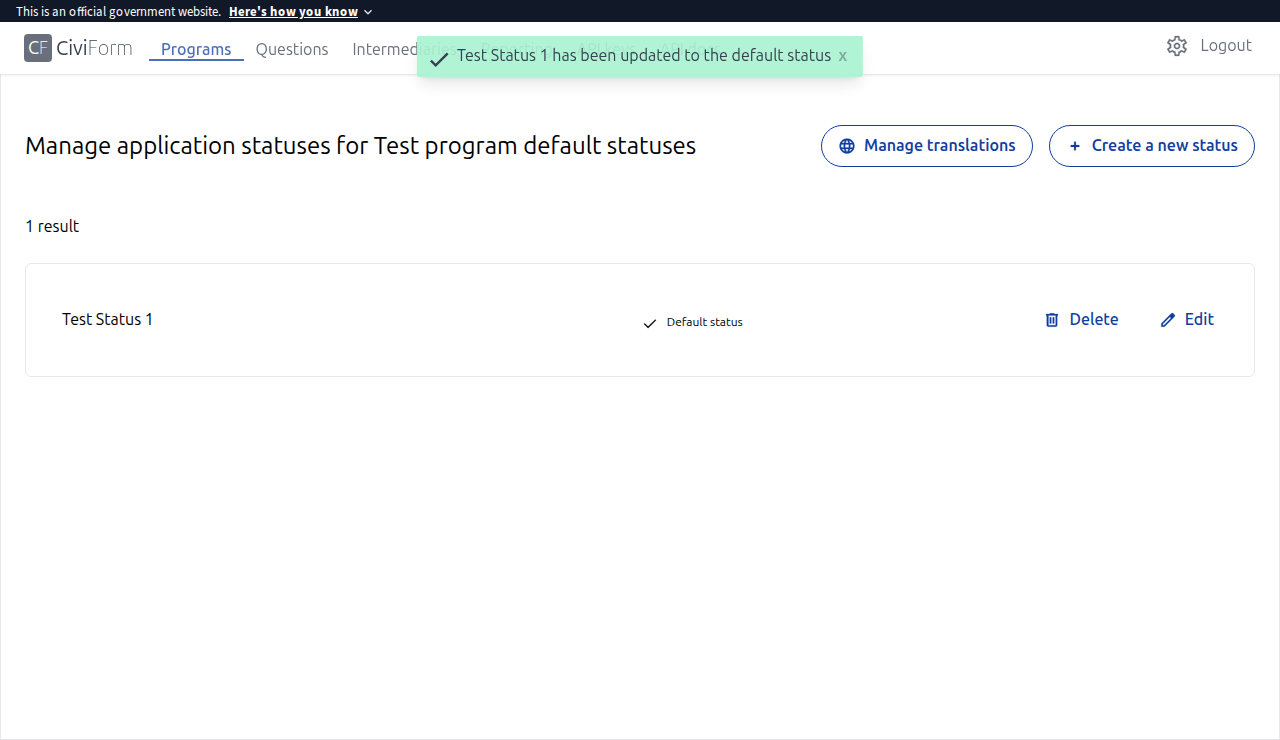 This is an official government website. Here's how you know
CF CiviForm Programs Questions Intermediaries Logout
Test Status 1 has been updated to the default status x
Manage application statuses for Test program default statuses
Manage translations + Create a new status
1 result
Test Status 1 Default status Delete Edit